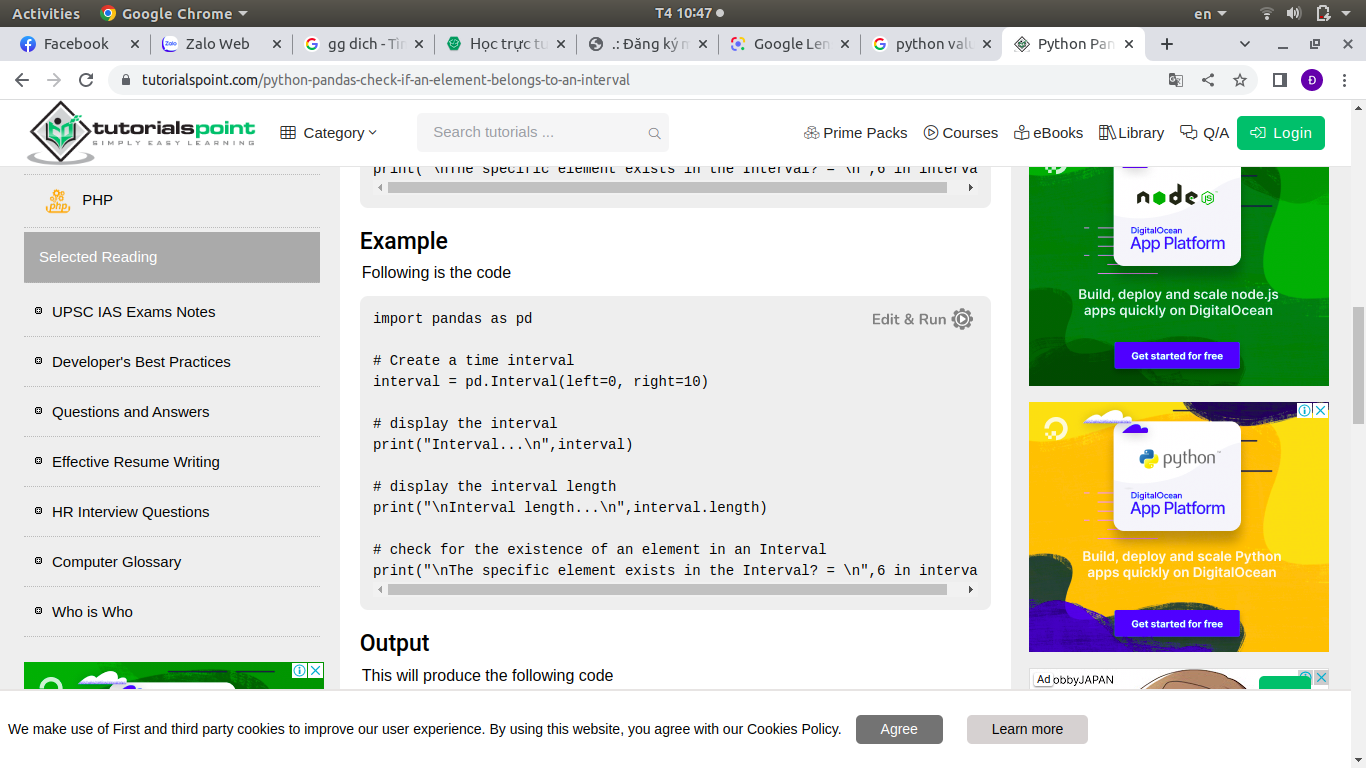 Activities Google Chrome T4 10:47 en
Facebook Zalo Web gg dich - Tìn Học trực tu .: Đăng ký m Google Len python valu Python Pan
tutorialspoint.com/python-pandas-check-if-an-element-belongs-to-an-interval Đ
tutorialspoint
SIMPLY EASY LEARNING
Category
Search tutorials ...
Prime Packs Courses eBooks Library Q/A Login
PHP
Selected Reading
UPSC IAS Exams Notes
Developer's Best Practices
Questions and Answers
Effective Resume Writing
HR Interview Questions
Computer Glossary
Who is Who
print("\nThe specific element exists in the Interval? = \n",6 in interva
Example
Following is the code
Edit & Run
import pandas as pd
# Create a time interval
interval = pd.Interval(left=0, right=10)
# display the interval
print("Interval...\n",interval)
# display the interval length
print("\nInterval length...\n",interval.length)
# check for the existence of an element in an Interval
print("\nThe specific element exists in the Interval? = \n",6 in interva
Output
This will produce the following code
node
JS
DigitalOcean
App Platform
Build, deploy and scale node.js
apps quickly on DigitalOcean
Get started for free
python™
DigitalOcean
App Platform
Build, deploy and scale Python
apps quickly on DigitalOcean
Get started for free
Ad obbyJAPAN
We make use of First and third party cookies to improve our user experience. By using this website, you agree with our Cookies Policy. Agree Learn more